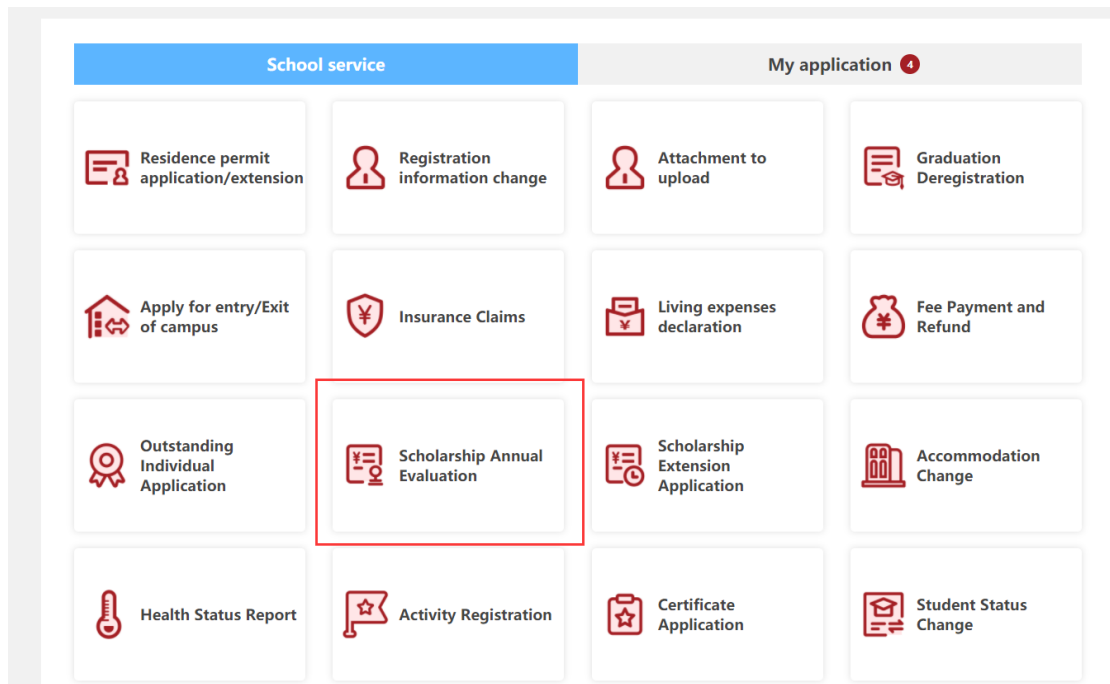 School service
My application 4
Residence permit
application/extension
Registration
information change
Attachment to
upload
Graduation
Deregistration
Apply for entry/Exit
of campus
¥
Insurance Claims
¥
Living expenses
declaration
¥
Fee Payment and
Refund
Outstanding
Individual
Application
¥
Scholarship Annual
Evaluation
¥
Scholarship
Extension
Application
Accommodation
Change
Health Status Report
Activity Registration
Certificate
Application
Student Status
Change